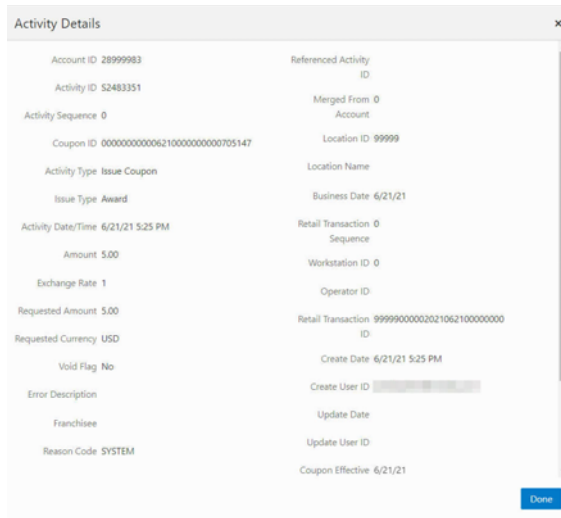 Activity Details
×
Account ID 28999983
Activity ID S2483351
Activity Sequence 0
Coupon ID 0000000000062100000000000705147
Activity Type Issue Coupon
Issue Type Award
Activity Date/Time 6/21/21 5:25 PM
Amount 5.00
Exchange Rate 1
Requested Amount 5.00
Requested Currency USD
Void Flag No
Error Description
Franchisee
Reason Code SYSTEM
Referenced Activity
ID
Merged From 0
Account
Location ID 99999
Location Name
Business Date 6/21/21
Retail Transaction 0
Sequence
Workstation ID 0
Operator ID
Retail Transaction 99999000002021062100000000
ID
Create Date 6/21/21 5:25 PM
Create User ID
Update Date
Update User ID
Coupon Effective 6/21/21
Done